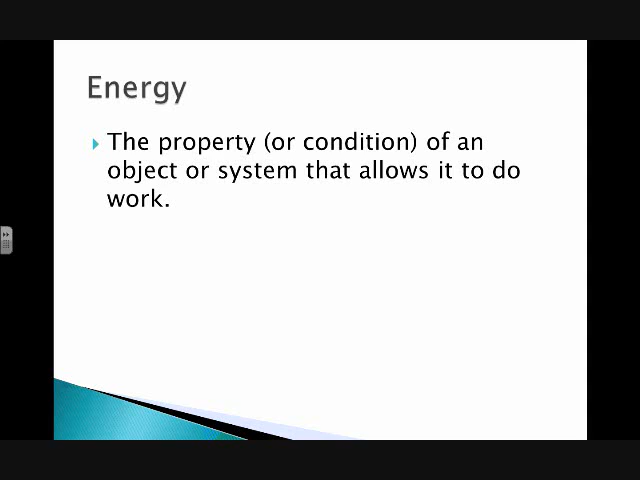 Energy
The property (or condition) of an
object or system that allows it to do
work.